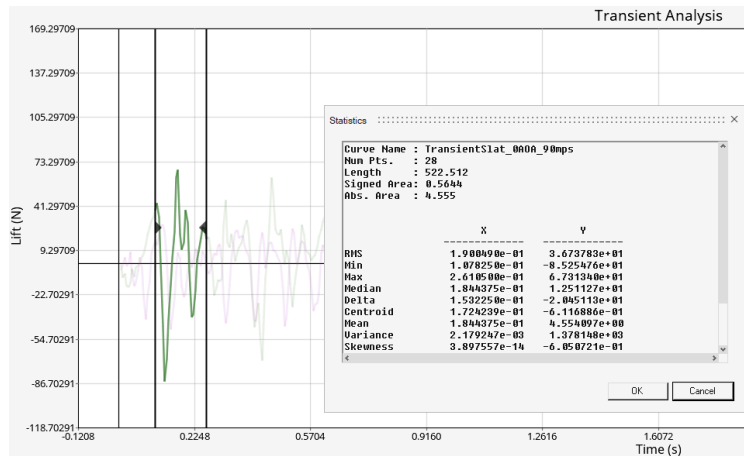 Transient Analysis
169.29709
137.29709
105.29709
73.29709
41.29709
9.29709
-22.70291
-54.70291
-86.70291
-118.70291
Lift (N)
-0.1208
0.2248
0.5704
0.9160
1.2616
1.6072
Time (s)
Statistics
Curve Name : TransientSlat_0AOA_90mps
Num Pts. : 28
Length : 522.512
Signed Area: 0.5644
Abs. Area : 4.555
X Y
------------- --------------
RMS 1.900490e-01 3.673783e+01
Min 1.078250e-01 -8.525476e+01
Max 2.610500e-01 6.731340e+01
Median 1.844375e-01 1.251127e+01
Delta 1.532250e-01 -2.045113e+01
Centroid 1.724239e-01 -6.116886e-01
Mean 1.844375e-01 4.554097e+00
Variance 2.179247e-03 1.378148e+03
Skewness 3.897557e-14 -6.050721e-01
OK
Cancel